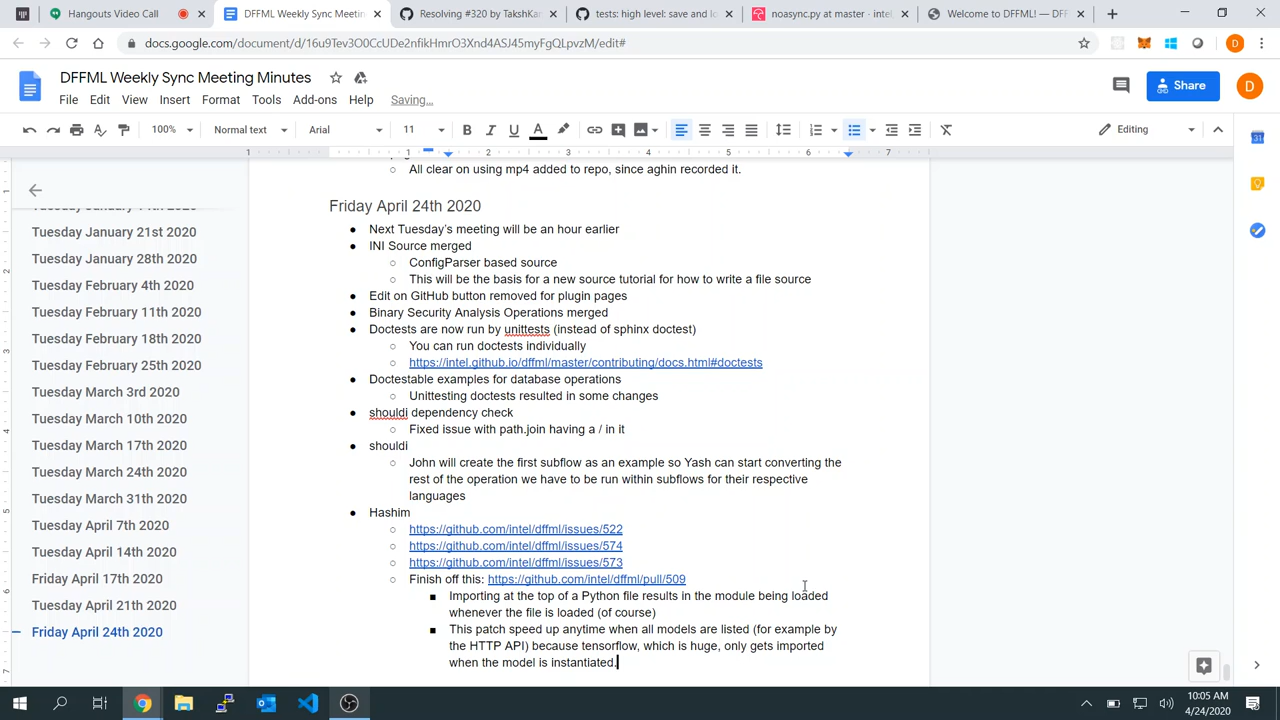 Hangouts Video Call
DFFML Weekly Sync Meetin
Resolving #320 by TakshKa
tests: high level: save and lo
noasync.py at master - intel
Welcome to DFFML! — DF
docs.google.com/document/d/16u9Tev3O0CcUDe2nfikHmrO3Xnd4ASJ45myFgQLpvzM/edit#
D
DFFML Weekly Sync Meeting Minutes
File Edit View Insert Format Tools Add-ons Help Saving...
Share
D
100% Normal text Arial 11 B I U A Editing
1 1 2 3 4 5 6 7
All clear on using mp4 added to repo, since aghin recorded it.
Tuesday January 21st 2020
Tuesday January 28th 2020
Tuesday February 4th 2020
Tuesday February 11th 2020
Tuesday February 18th 2020
Tuesday February 25th 2020
Tuesday March 3rd 2020
Tuesday March 10th 2020
Tuesday March 17th 2020
Tuesday March 24th 2020
Tuesday March 31th 2020
Tuesday April 7th 2020
Tuesday April 14th 2020
Friday April 17th 2020
Tuesday April 21th 2020
Friday April 24th 2020
Friday April 24th 2020
Next Tuesday's meeting will be an hour earlier
INI Source merged
ConfigParser based source
This will be the basis for a new source tutorial for how to write a file source
Edit on GitHub button removed for plugin pages
Binary Security Analysis Operations merged
Doctests are now run by unittests (instead of sphinx doctest)
You can run doctests individually
https://intel.github.io/dffml/master/contributing/docs.html#doctests
Doctestable examples for database operations
Unittesting doctests resulted in some changes
shouldi dependency check
Fixed issue with path.join having a / in it
shouldi
John will create the first subflow as an example so Yash can start converting the
rest of the operation we have to be run within subflows for their respective
languages
Hashim
https://github.com/intel/dffml/issues/522
https://github.com/intel/dffml/issues/574
https://github.com/intel/dffml/issues/573
Finish off this: https://github.com/intel/dffml/pull/509
Importing at the top of a Python file results in the module being loaded
whenever the file is loaded (of course)
This patch speed up anytime when all models are listed (for example by
the HTTP API) because tensorflow, which is huge, only gets imported
when the model is instantiated.
10:05 AM
4/24/2020